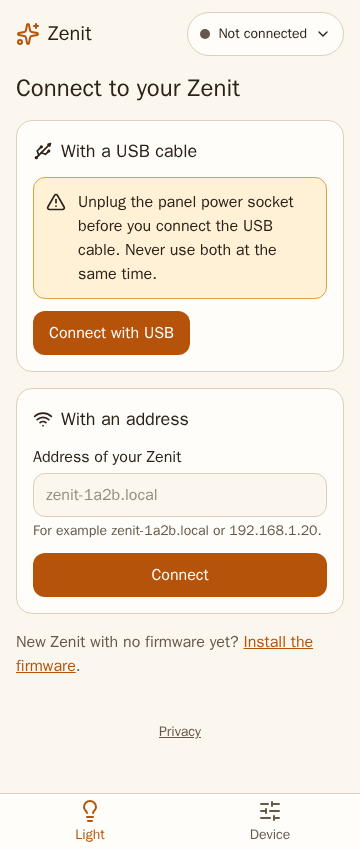 Zenit
Not connected
Connect to your Zenit
With a USB cable
Unplug the panel power socket
before you connect the USB
cable. Never use both at the
same time.
Connect with USB
With an address
Address of your Zenit
zenit-1a2b.local
For example zenit-1a2b.local or 192.168.1.20.
Connect
New Zenit with no firmware yet? Install the
firmware.
Privacy
Light
Device